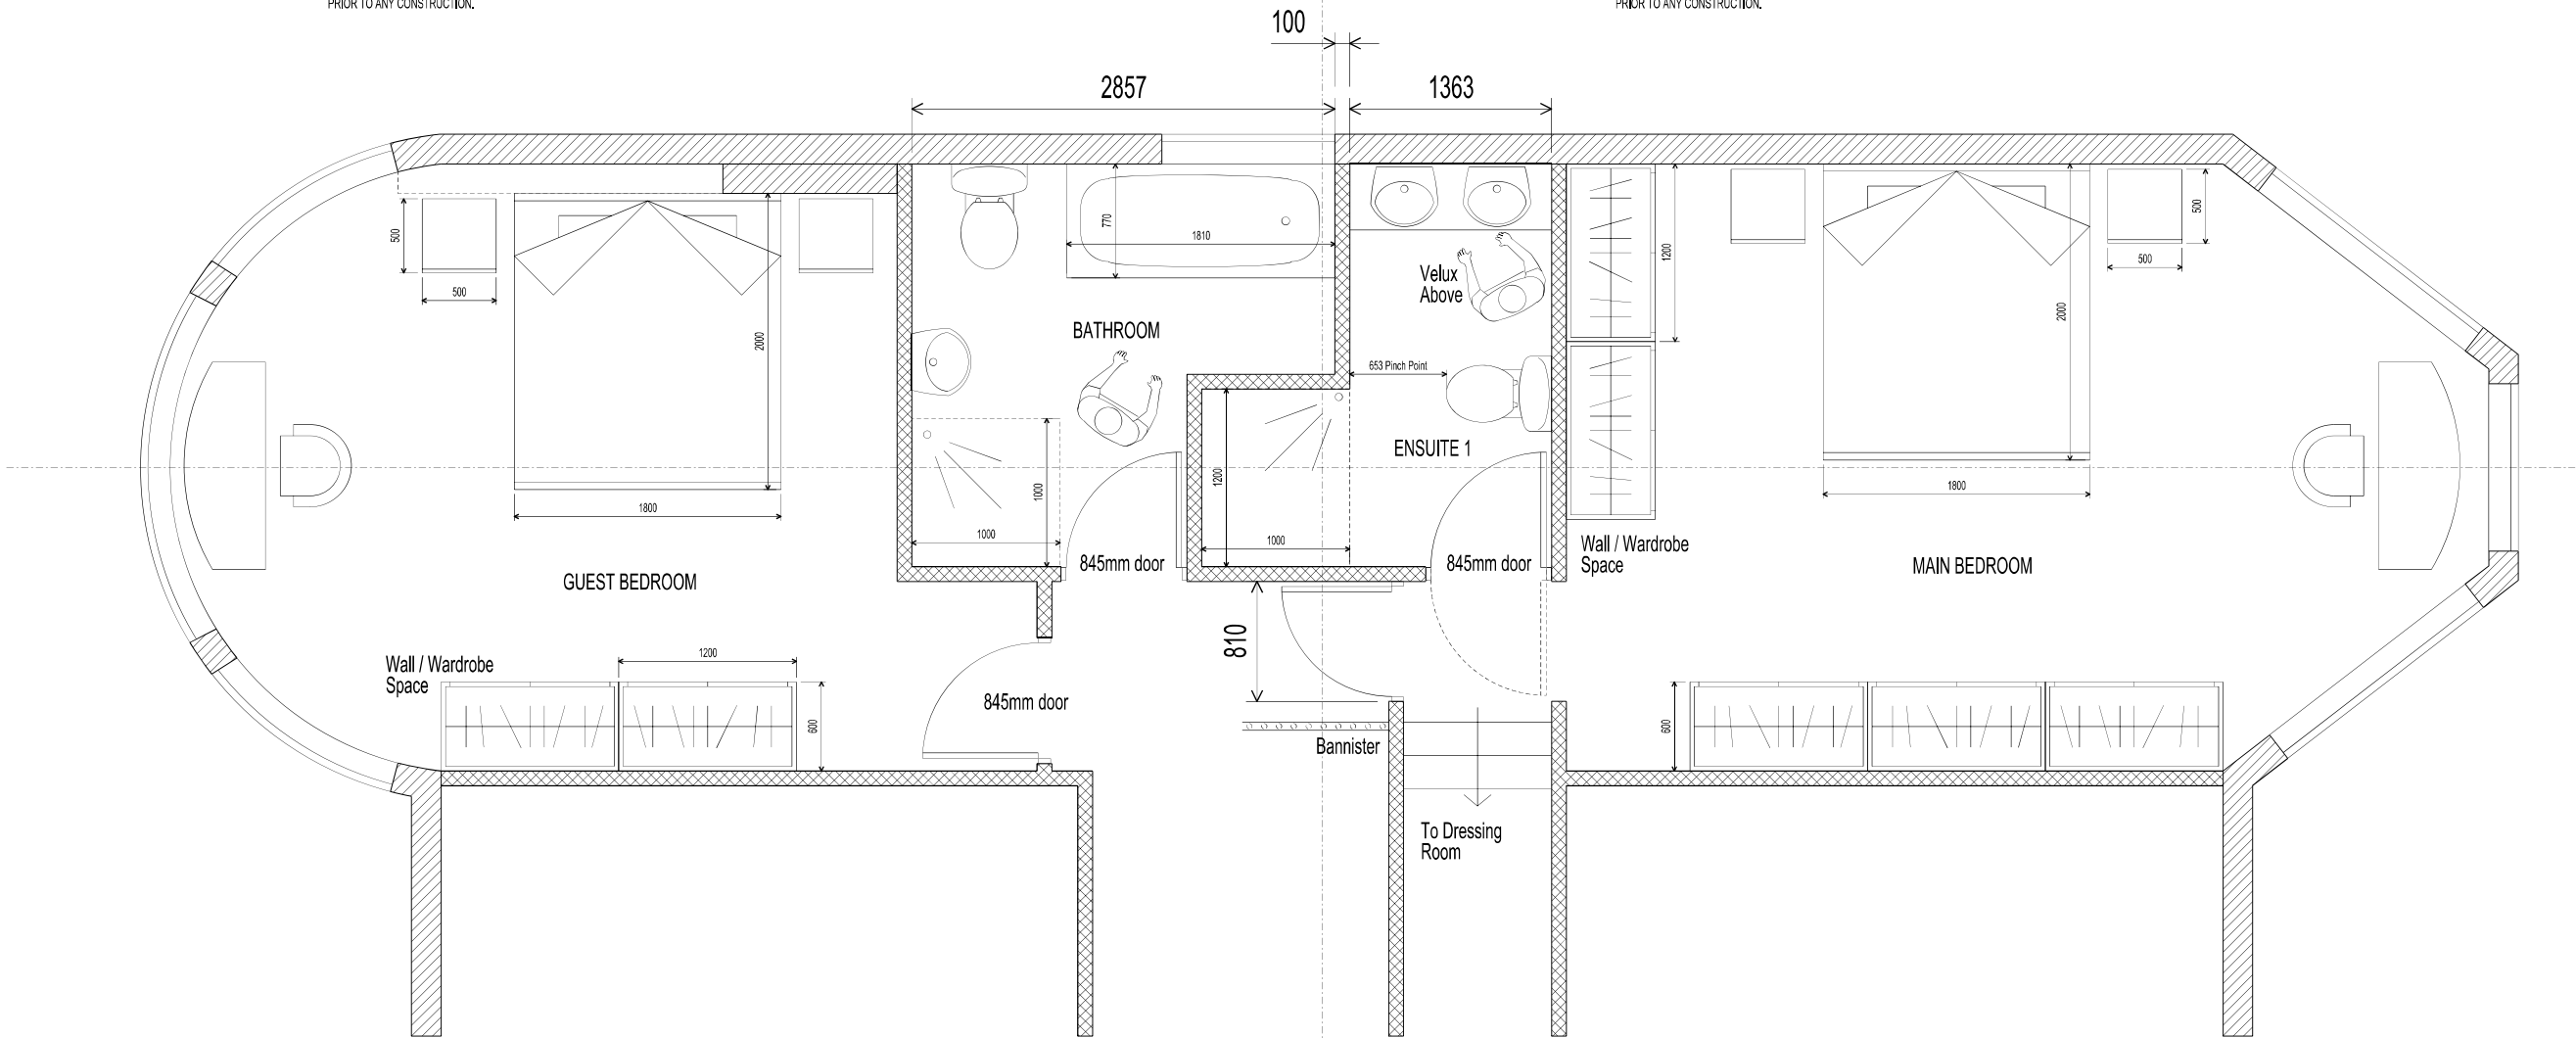 PRIOR TO ANY CONSTRUCTION.
PRIOR TO ANY CONSTRUCTION.
100
2857
1363
500
500
2000
1800
770
1810
BATHROOM
Velux
Above
653 Pinch Point
ENSUITE 1
1200
1000
1000
1000
1200
845mm door
845mm door
1200
2000
1800
500
500
Wall / Wardrobe
Space
MAIN BEDROOM
GUEST BEDROOM
Wall / Wardrobe
Space
1200
600
845mm door
810
Bannister
600
To Dressing
Room